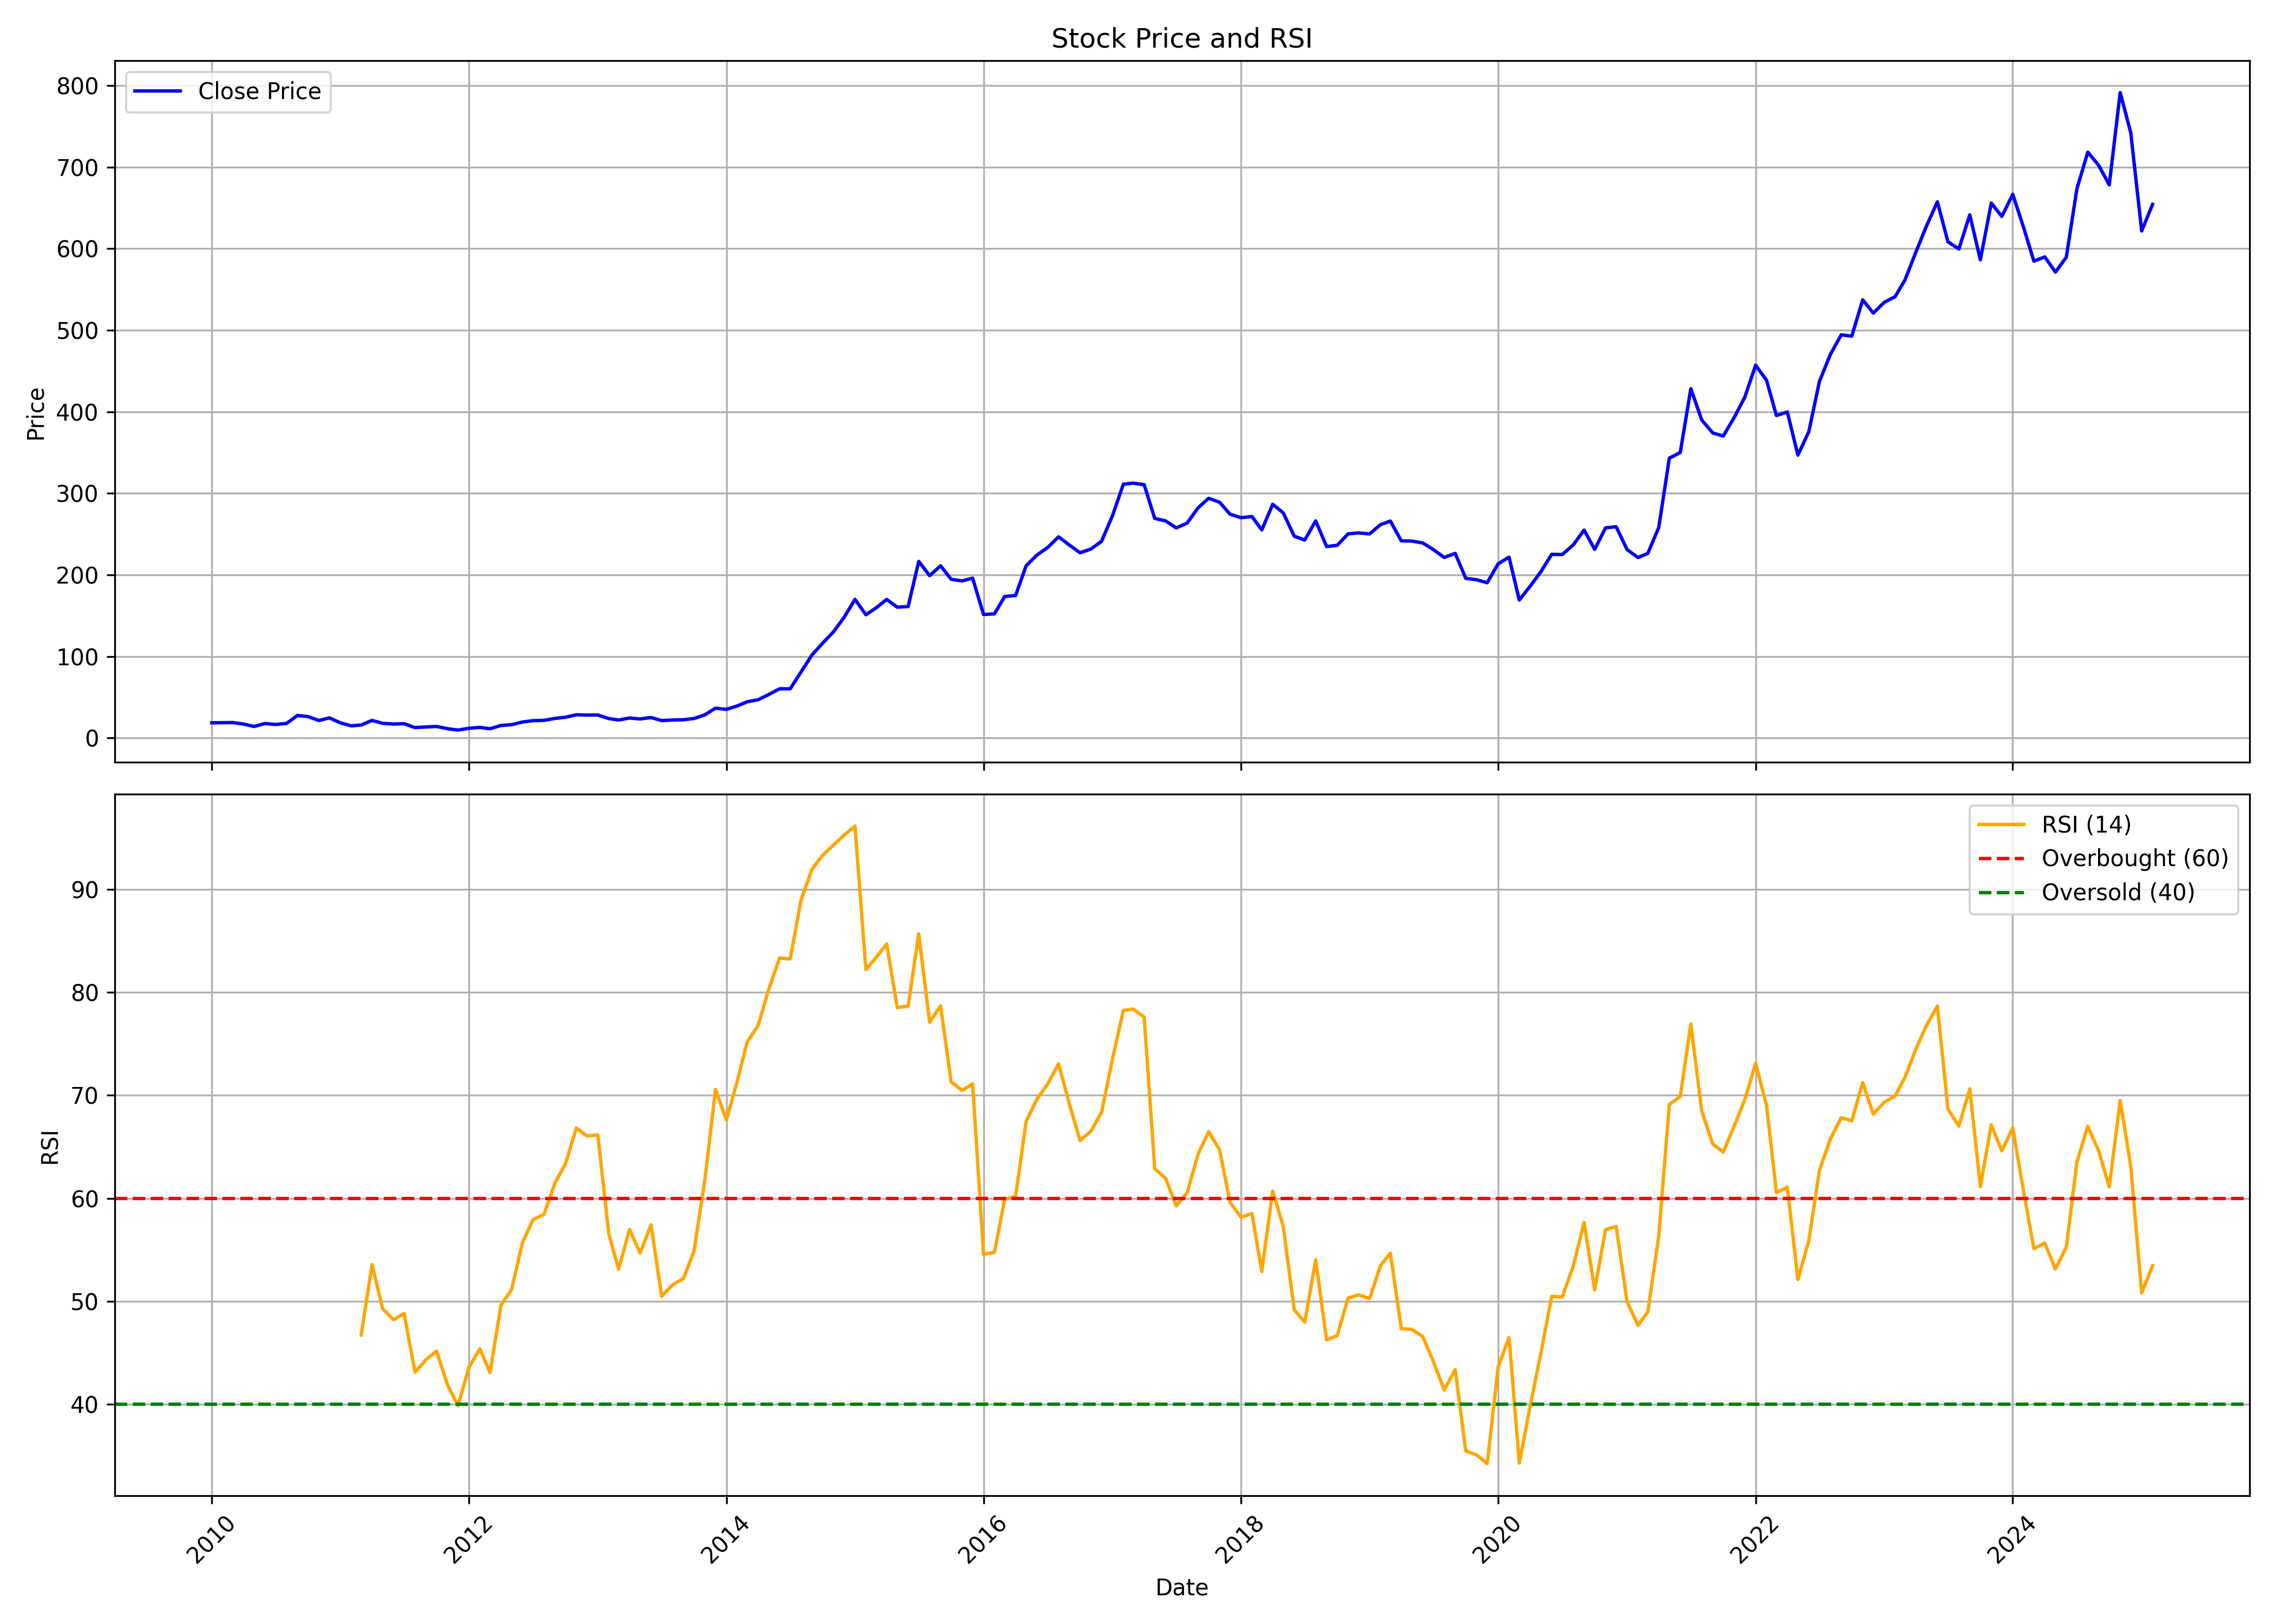 Stock Price and RSI
Close Price
800
700
600
500
400
300
200
100
0
Price
RSI (14)
Overbought (60)
Oversold (40)
90
80
70
60
50
40
RSI
2010
2012
2014
2016
2018
2020
2022
2024
Date